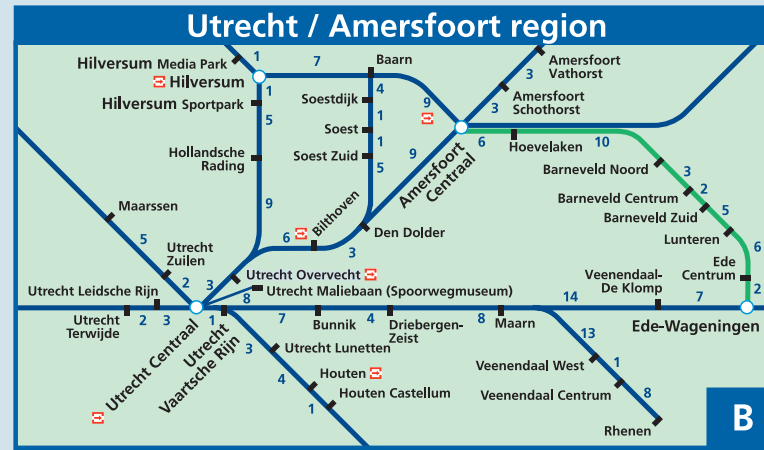 Utrecht / Amersfoort region
Hilversum Media Park
1
7
Baarn
Amersfoort
Vathorst
3
Hilversum
1
4
9
Soestdijk
Amersfoort
Schothorst
3
Hilversum Sportpark
5
1
Soest
1
9
Hollandsche
Rading
Soest Zuid
5
Amersfoort
Centraal
6
Hoevelaken
10
Barneveld Noord
3
Barneveld Centrum
2
Barneveld Zuid
5
Lunteren
6
Maarssen
9
6
Bilthoven
3
Den Dolder
5
Utrecht
Zuilen
2
3
Utrecht Overvecht
Ede
Centrum
2
Veenendaal-
De Klomp
Utrecht Leidsche Rijn
8
Utrecht Maliebaan (Spoorwegmuseum)
14
7
Ede-Wageningen
Utrecht
Terwijde
2
3
Utrecht Centraal
1
Utrecht
Vaartsche Rijn
7
Bunnik
4
Driebergen-
Zeist
8
Maarn
13
3
Utrecht Lunetten
4
Houten
1
Houten Castellum
Veenendaal West
1
Veenendaal Centrum
8
Rhenen
B